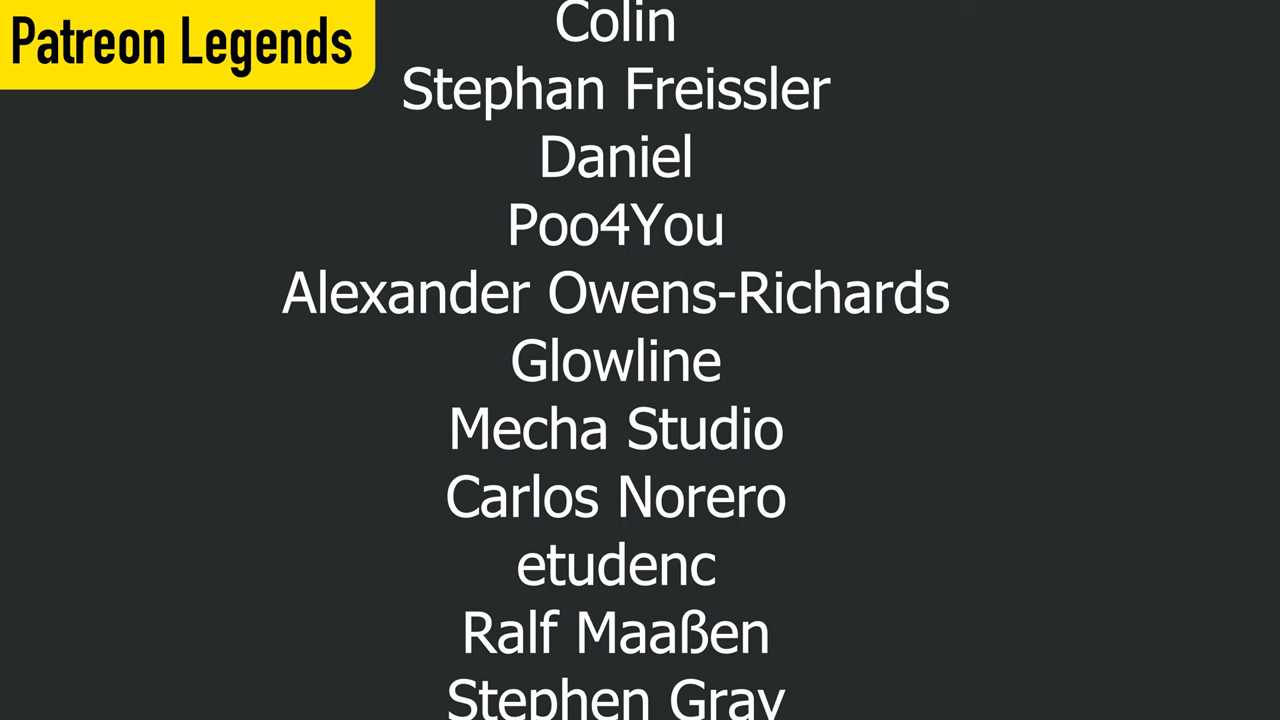 Patreon Legends
Colin
Stephan Freissler
Daniel
Poo4You
Alexander Owens-Richards
Glowline
Mecha Studio
Carlos Norero
etudenc
Ralf Maaßen
Stephen Gray